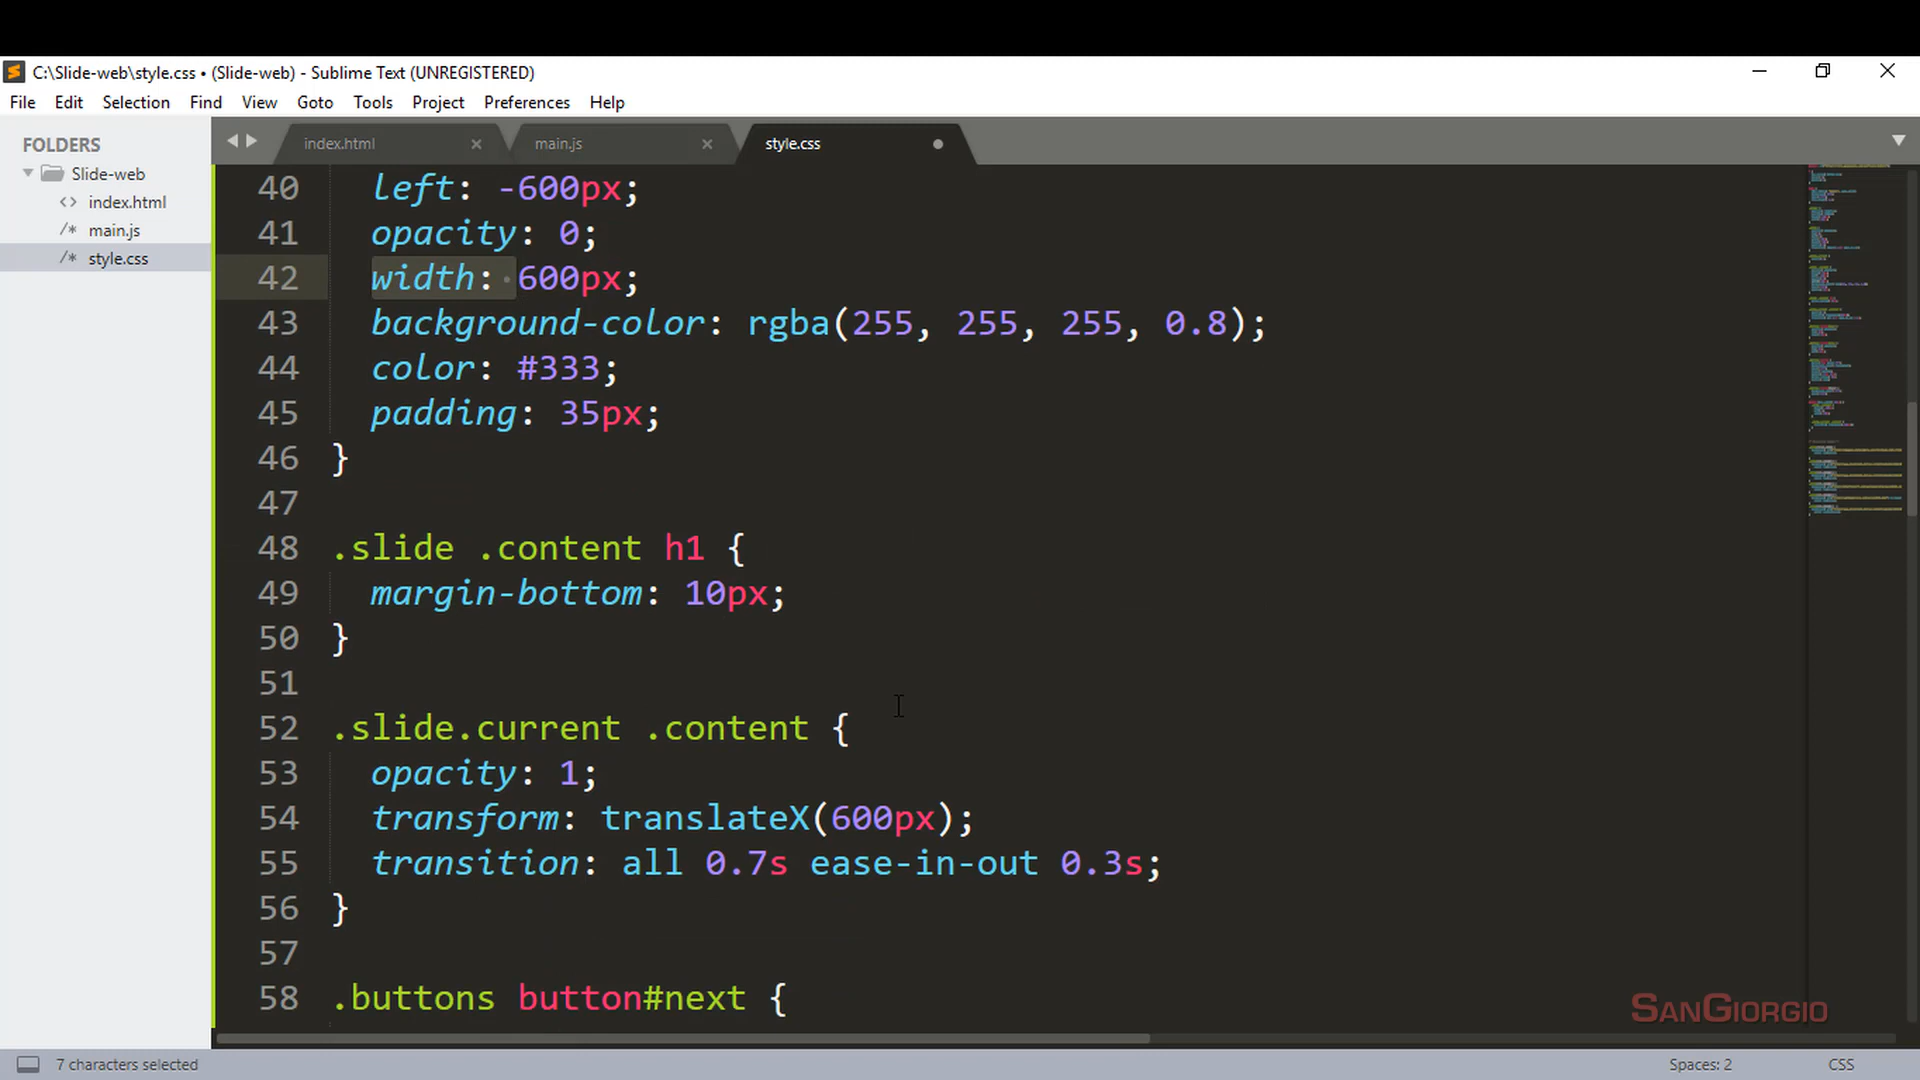 C:\Slide-web\style.css • (Slide-web) - Sublime Text (UNREGISTERED)
File Edit Selection Find View Goto Tools Project Preferences Help
FOLDERS
Slide-web
<> index.html
/* main.js
/* style.css
index.html × main.js × style.css
40 left: -600px;
41 opacity: 0;
42 width: 600px;
43 background-color: rgba(255, 255, 255, 0.8);
44 color: #333;
45 padding: 35px;
46 }
47
48 .slide .content h1 {
49 margin-bottom: 10px;
50 }
51
52 .slide.current .content {
53 opacity: 1;
54 transform: translateX(600px);
55 transition: all 0.7s ease-in-out 0.3s;
56 }
57
58 .buttons button#next {
SANGIORGIO
7 characters selected Spaces: 2 CSS